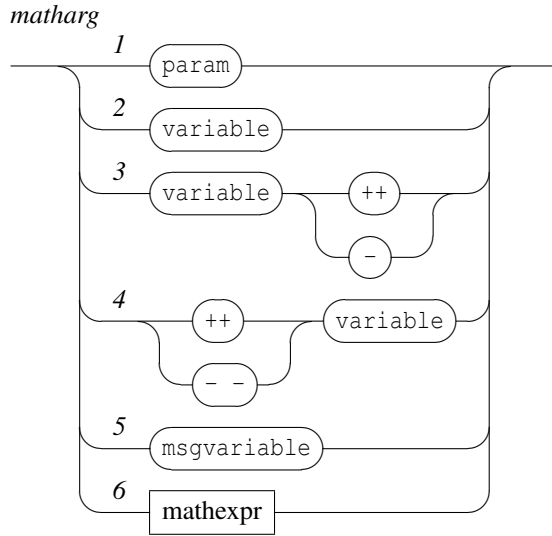 matharg
1 param
2 variable
3 variable ++
-
4 ++ variable
- -
5 msgvariable
6 mathexpr